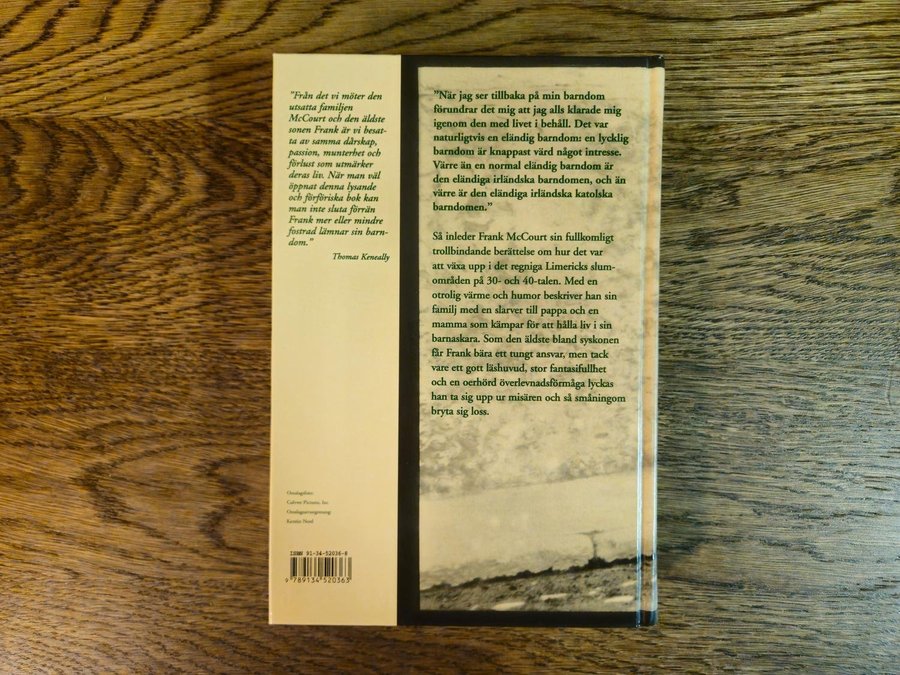 "Från det vi möter den
utsatta familjen
McCourt och den äldste
sonen Frank är vi besat-
ta av samma dårskap,
passion, munterhet och
förlust som utmärker
deras liv. När man väl
öppnat denna lysande
och förföriska bok kan
man inte sluta förrän
Frank mer eller mindre
fostrad lämnar sin barn-
dom."
Thomas Keneally
Omslagsfoto:
Culver Pictures, Inc.
Omslagsarrangemang:
Kerstin Nord
ISBN 91-34-52036-8
9 789134 520363
"När jag ser tillbaka på min barndom
förundrar det mig att jag alls klarade mig
igenom den med livet i behåll. Det var
naturligtvis en eländig barndom: en lycklig
barndom är knappast värd något intresse.
Värre än en normal eländig barndom är
den eländiga irländska barndomen, och än
värre är den eländiga irländska katolska
barndomen."
Så inleder Frank McCourt sin fullkomligt
trollbindande berättelse om hur det var
att växa upp i det regniga Limericks slum-
områden på 30- och 40-talen. Med en
otrolig värme och humor beskriver han sin
familj med en slarver till pappa och en
mamma som kämpar för att hålla liv i sin
barnaskara. Som den äldste bland syskonen
får Frank bära ett tungt ansvar, men tack
vare ett gott läshuvud, stor fantasifullhet
och en oerhörd överlevnadsförmåga lyckas
han ta sig upp ur misären och så småningom
bryta sig loss.